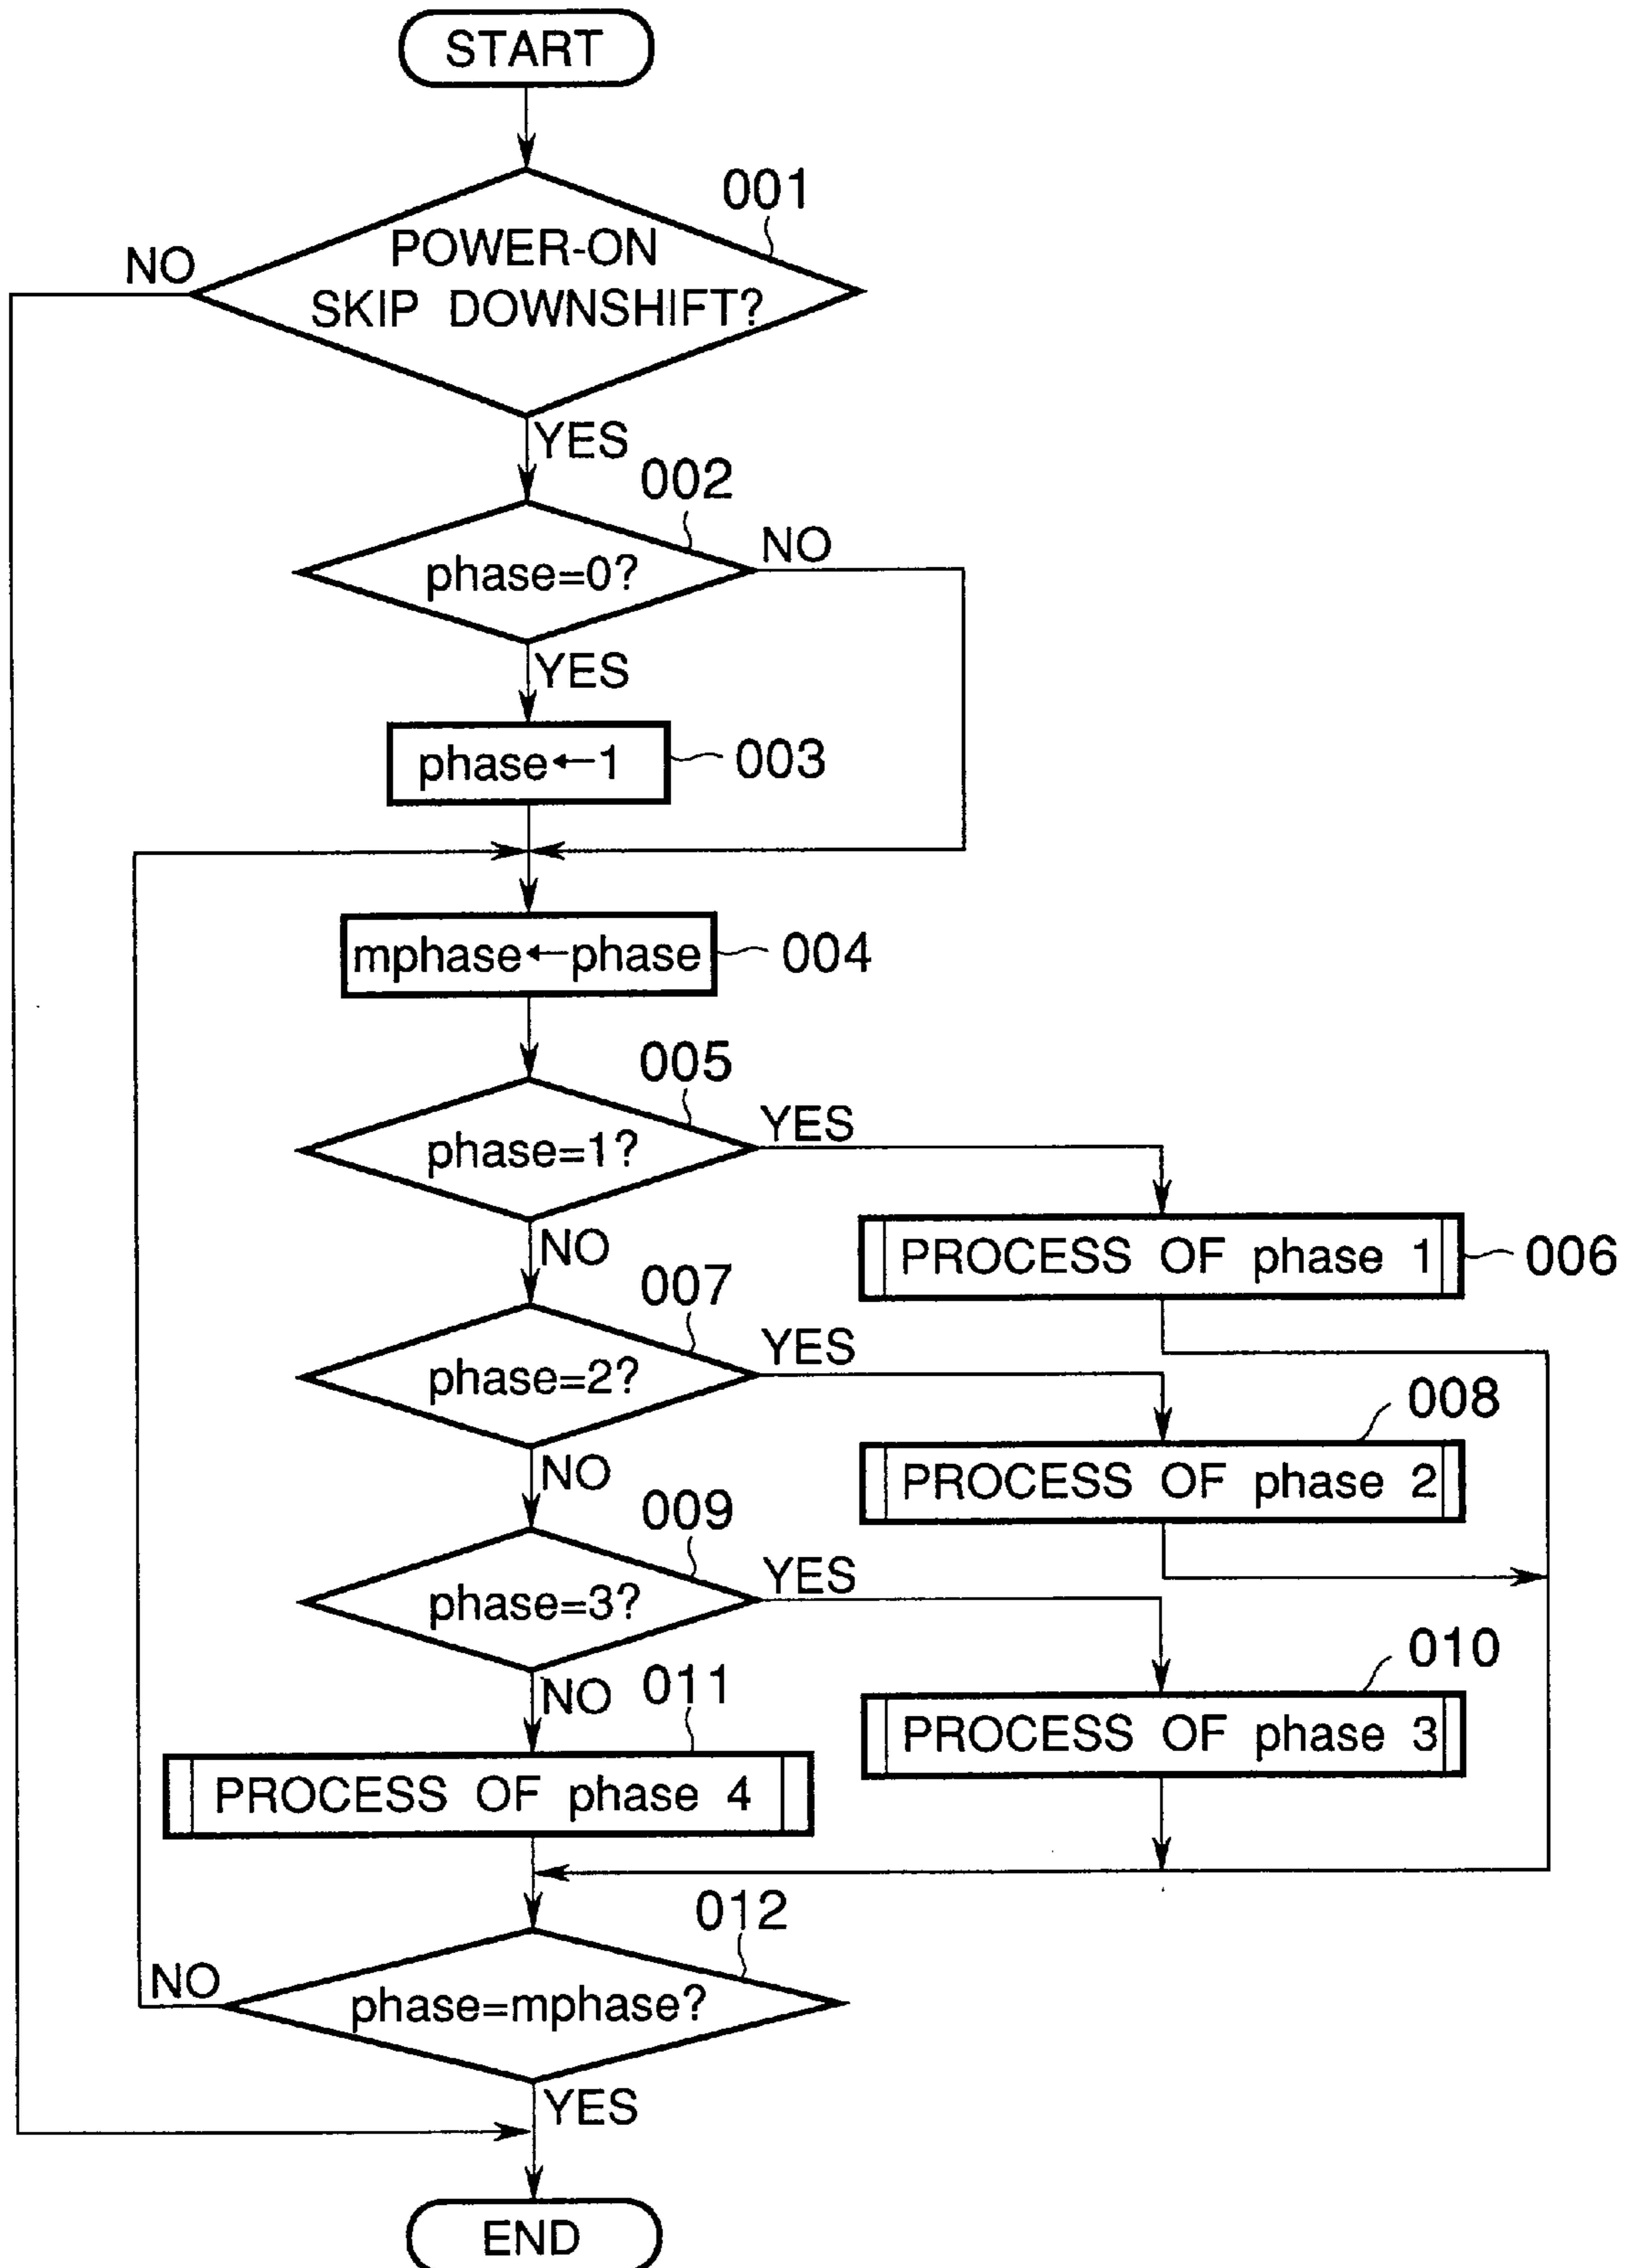 START
001
POWER-ON
SKIP DOWNSHIFT?
NO
YES
002
phase=0?
NO
YES
phase←1
003
mphase←phase
004
005
phase=1?
YES
NO
PROCESS OF phase 1
006
007
phase=2?
YES
NO
008
PROCESS OF phase 2
009
phase=3?
YES
NO
010
PROCESS OF phase 3
011
PROCESS OF phase 4
012
phase=mphase?
NO
YES
END